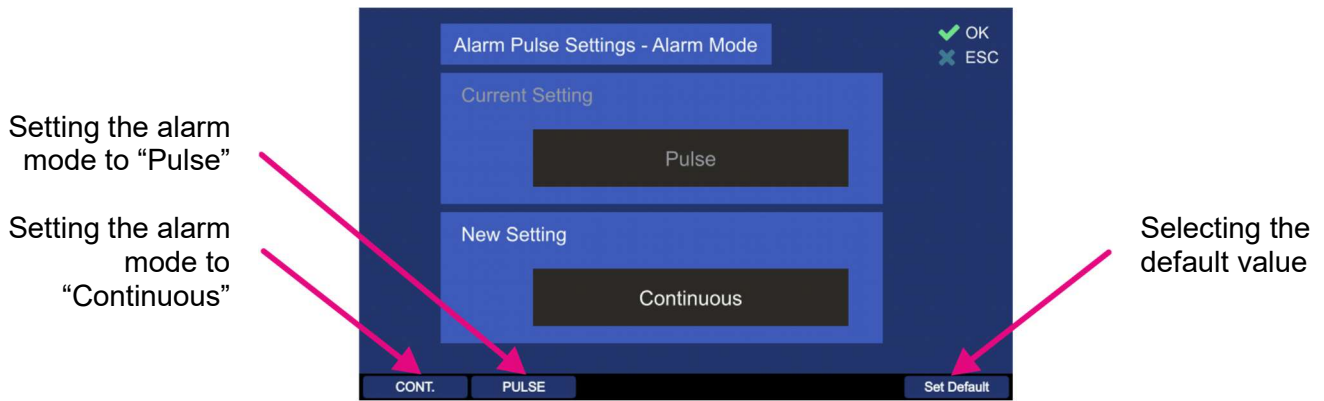 Alarm Pulse Settings - Alarm Mode
OK
ESC
Current Setting
Pulse
New Setting
Continuous
CONT.
PULSE
Set Default
Setting the alarm
mode to “Pulse”
Setting the alarm
mode to
“Continuous”
Selecting the
default value